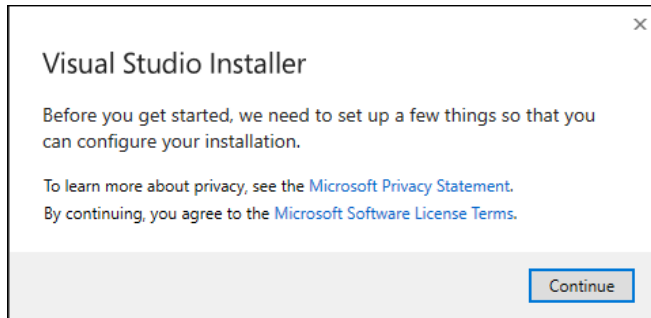 Visual Studio Installer
Before you get started, we need to set up a few things so that you
can configure your installation.
To learn more about privacy, see the Microsoft Privacy Statement.
By continuing, you agree to the Microsoft Software License Terms.
Continue